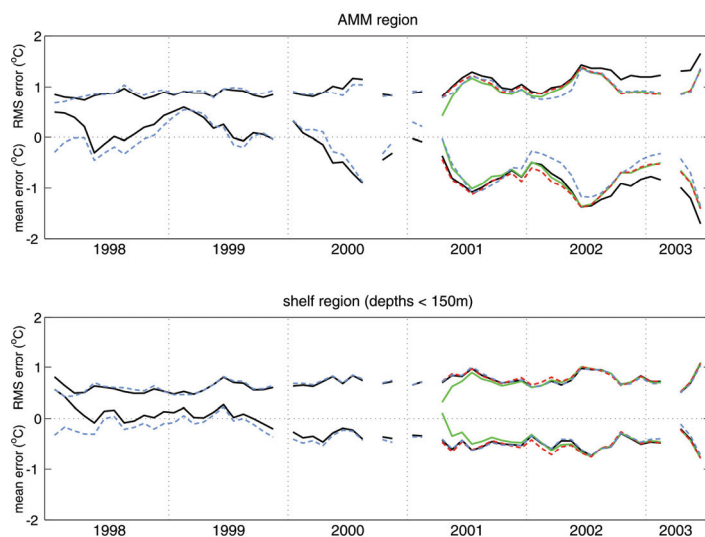 AMM region
2
1
0
-1
-2
RMS error (°C)
mean error (°C)
1998 1999 2000 2001 2002 2003
shelf region (depths < 150m)
2
1
0
-1
-2
RMS error (°C)
mean error (°C)
1998 1999 2000 2001 2002 2003